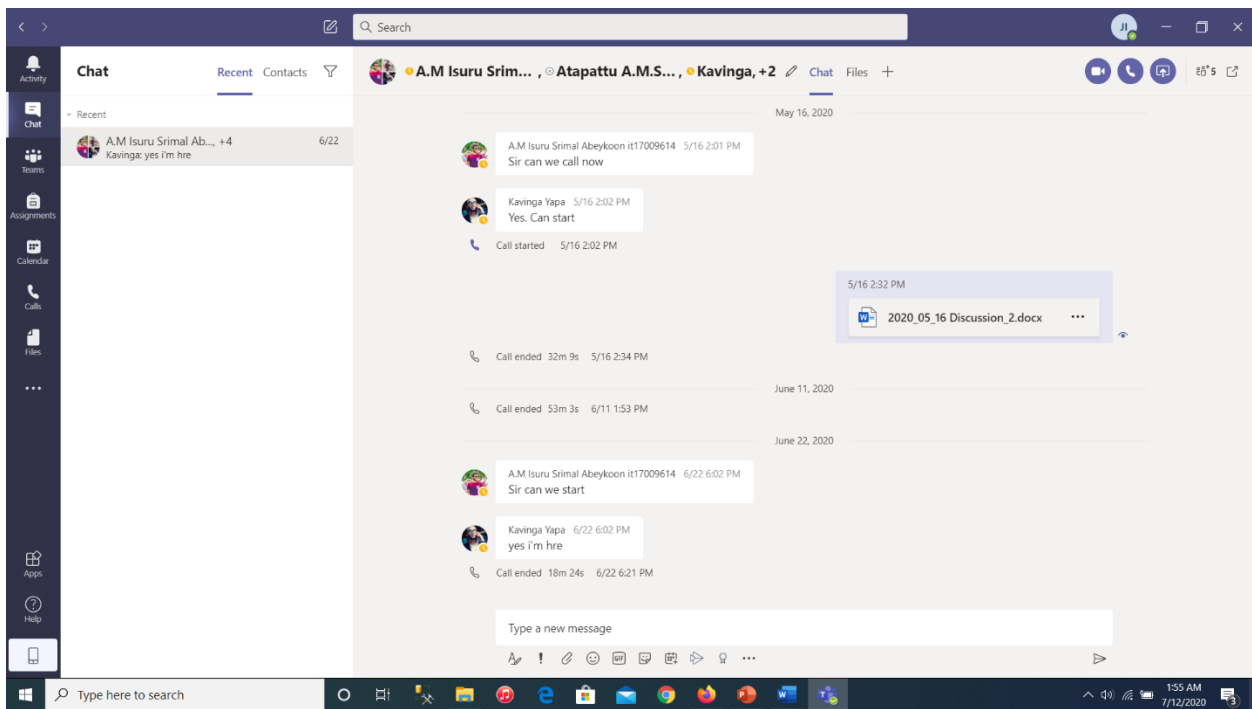 Search
JI
Activity
Chat
Teams
Assignments
Calendar
Calls
Files
Apps
Help
Chat
Recent Contacts
Recent
A.M Isuru Srimal Ab..., +4 6/22
Kavinga: yes i'm hre
A.M Isuru Srim... , Atapattu A.M.S... , Kavinga, +2 Chat Files
5
May 16, 2020
A.M Isuru Srimal Abeykoon it17009614 5/16 2:01 PM
Sir can we call now
Kavinga Yapa 5/16 2:02 PM
Yes. Can start
Call started 5/16 2:02 PM
5/16 2:32 PM
2020_05_16 Discussion_2.docx
Call ended 32m 9s 5/16 2:34 PM
June 11, 2020
Call ended 53m 3s 6/11 1:53 PM
June 22, 2020
A.M Isuru Srimal Abeykoon it17009614 6/22 6:02 PM
Sir can we start
Kavinga Yapa 6/22 6:02 PM
yes i'm hre
Call ended 18m 24s 6/22 6:21 PM
Type a new message
GIF
Type here to search
1:55 AM
7/12/2020
3